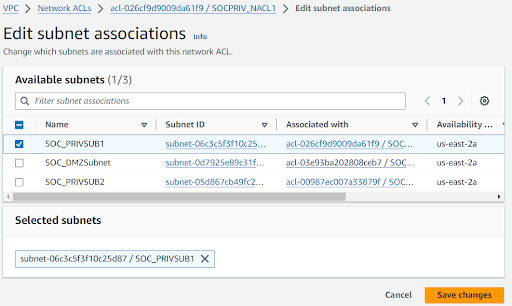 VPC > Network ACLs > acl-026cf9d9009da61f9 / SOCPRIV_NACL1 > Edit subnet associations
Edit subnet associations Info
Change which subnets are associated with this network ACL.
Available subnets (1/3)
Filter subnet associations
1
Name Subnet ID Associated with Availability ...
SOC_PRIVSUB1 subnet-06c3c5f3f10c25... acl-026cf9d9009da61f9 / SOC... us-east-2a
SOC_DMZSubnet subnet-0d7925e89c31f... acl-03e93ba202808ceb7 / SOC... us-east-2a
SOC_PRIVSUB2 subnet-05d867cb49fc2... acl-00987ec007a33879f / SOC... us-east-2a
Selected subnets
subnet-06c3c5f3f10c25d87 / SOC_PRIVSUB1
Cancel Save changes